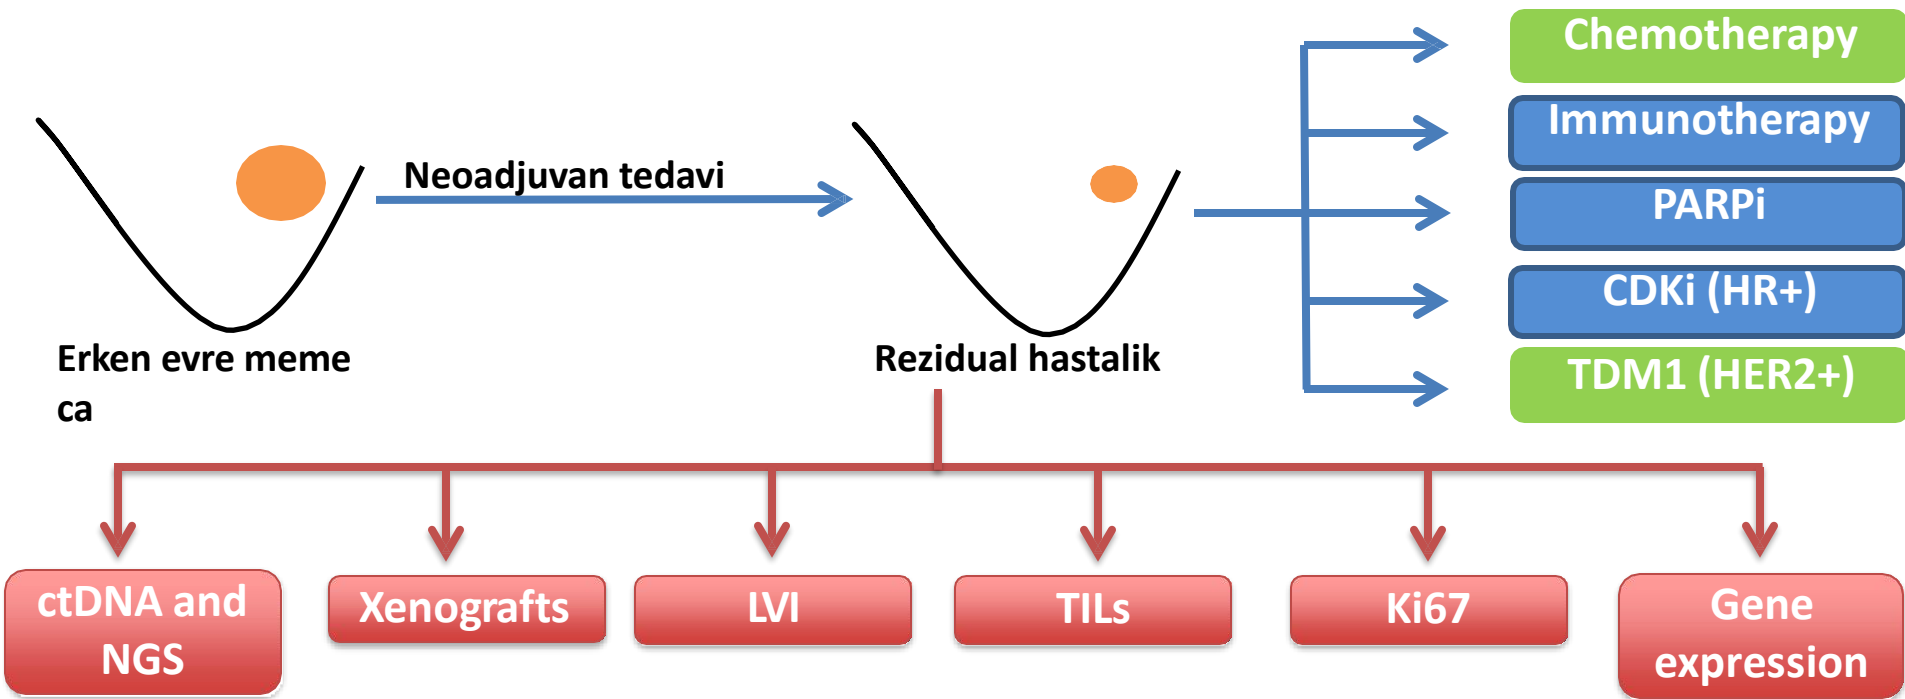 Chemotherapy
Immunotherapy
Neoadjuvan tedavi
PARPi
CDKi (HR+)
Erken evre meme
ca
Rezidual hastalik
TDM1 (HER2+)
ctDNA and
NGS
Xenografts
LVI
TILs
Ki67
Gene
expression